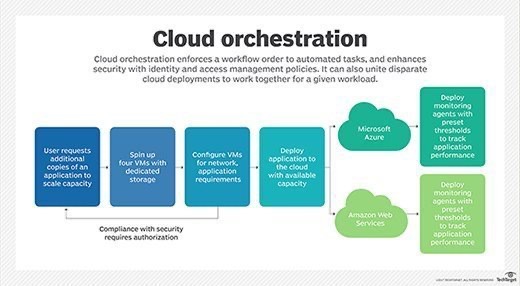 Cloud orchestration
Cloud orchestration enforces a workflow order to automated tasks, and enhances
security with identity and access management policies. It can also unite disparate
cloud deployments to work together for a given workload.
User requests
additional
copies of an
application to
scale capacity
Spin up
four VMs with
dedicated
storage
Configure VMs
for network,
application
requirements
Deploy
application to
the cloud
with available
capacity
Microsoft
Azure
Deploy
monitoring
agents with
preset
thresholds
to track
application
performance
Amazon Web
Services
Deploy
monitoring
agents with
preset
thresholds
to track
application
performance
Compliance with security
requires authorization
TechTarget